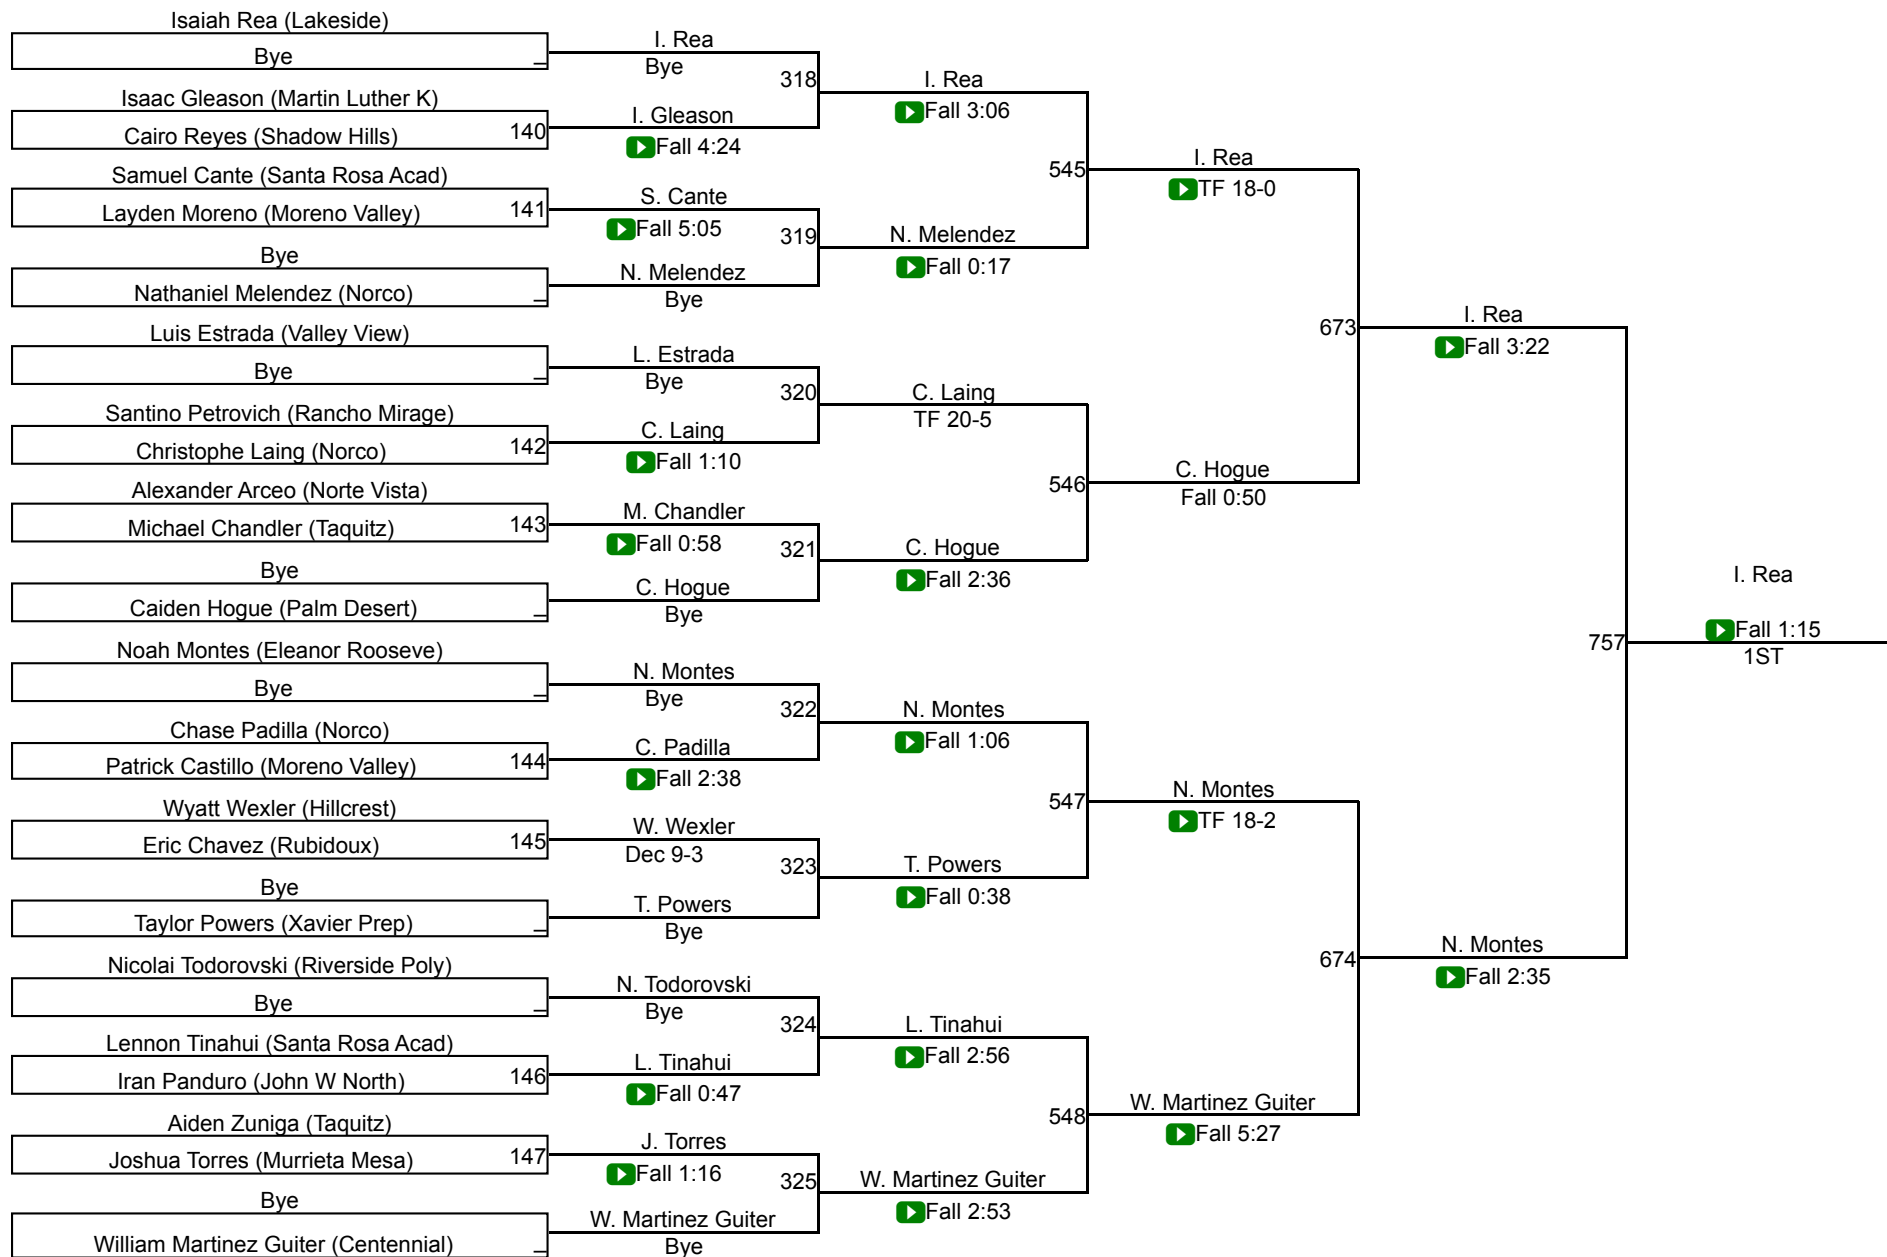 Isaiah Rea (Lakeside)
Bye
Isaac Gleason (Martin Luther K)
Cairo Reyes (Shadow Hills) 140
Samuel Cante (Santa Rosa Acad)
Layden Moreno (Moreno Valley) 141
Bye
Nathaniel Melendez (Norco)
Luis Estrada (Valley View)
Bye
Santino Petrovich (Rancho Mirage)
Christophe Laing (Norco) 142
Alexander Arceo (Norte Vista)
Michael Chandler (Taquitz) 143
Bye
Caiden Hogue (Palm Desert)
Noah Montes (Eleanor Rooseve)
Bye
Chase Padilla (Norco)
Patrick Castillo (Moreno Valley) 144
Wyatt Wexler (Hillcrest)
Eric Chavez (Rubidoux) 145
Bye
Taylor Powers (Xavier Prep)
Nicolai Todorovski (Riverside Poly)
Bye
Lennon Tinahui (Santa Rosa Acad)
Iran Panduro (John W North) 146
Aiden Zuniga (Taquitz)
Joshua Torres (Murrieta Mesa) 147
Bye
William Martinez Guiter (Centennial)
I. Rea
Bye
318
I. Gleason
Fall 4:24
S. Cante
Fall 5:05
319
N. Melendez
Bye
L. Estrada
Bye
320
C. Laing
Fall 1:10
M. Chandler
Fall 0:58
321
C. Hogue
Bye
N. Montes
Bye
322
C. Padilla
Fall 2:38
W. Wexler
Dec 9-3
323
T. Powers
Bye
N. Todorovski
Bye
324
L. Tinahui
Fall 0:47
J. Torres
Fall 1:16
325
W. Martinez Guiter
Bye
I. Rea
Fall 3:06
545
N. Melendez
Fall 0:17
C. Laing
TF 20-5
546
C. Hogue
Fall 2:36
N. Montes
Fall 1:06
547
T. Powers
Fall 0:38
L. Tinahui
Fall 2:56
548
W. Martinez Guiter
Fall 2:53
I. Rea
TF 18-0
673
C. Hogue
Fall 0:50
N. Montes
TF 18-2
674
W. Martinez Guiter
Fall 5:27
I. Rea
Fall 3:22
757
N. Montes
Fall 2:35
I. Rea
Fall 1:15
1ST